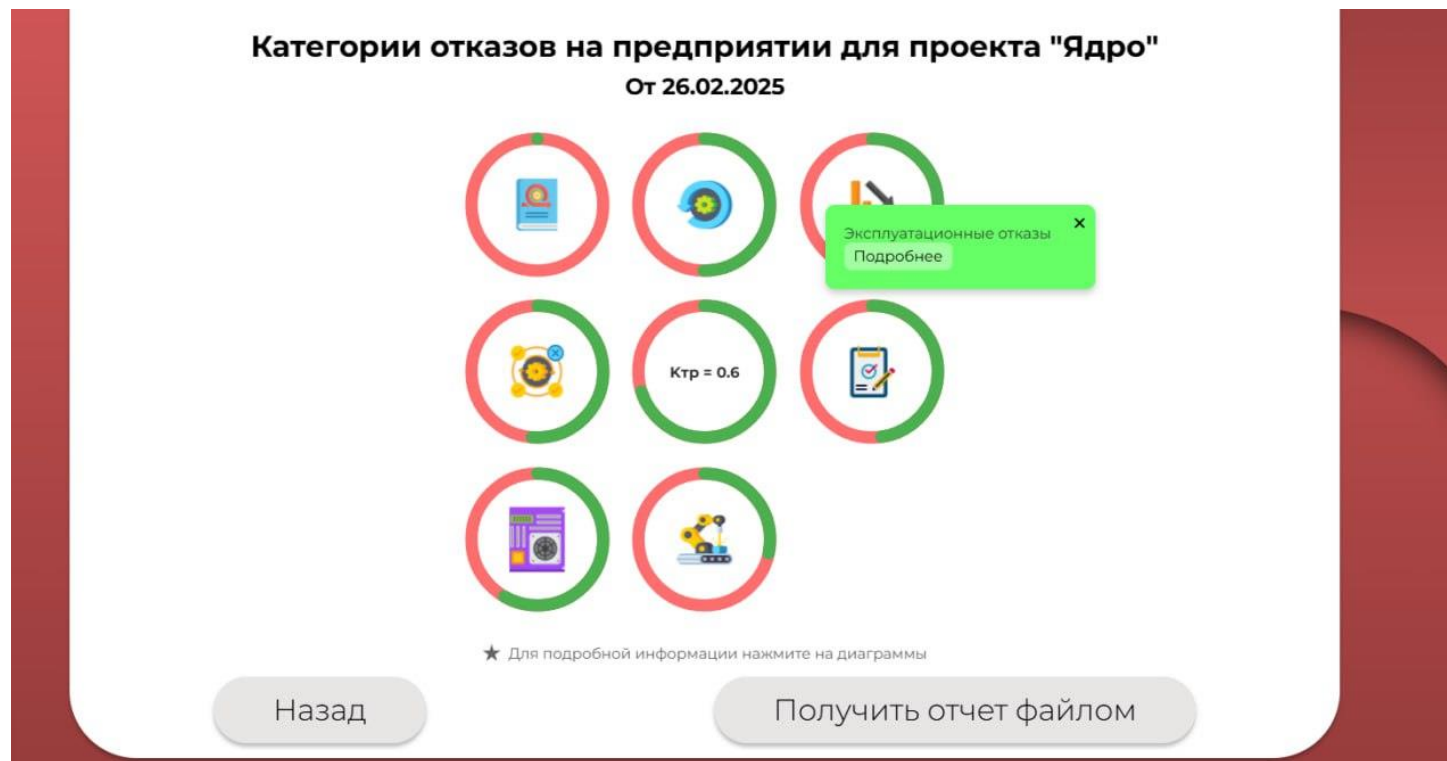 Категории отказов на предприятии для проекта "Ядро"
От 26.02.2025
Эксплуатационные отказы
Подробнее
Ктр = 0.6
★ Для подробной информации нажмите на диаграммы
Назад
Получить отчет файлом